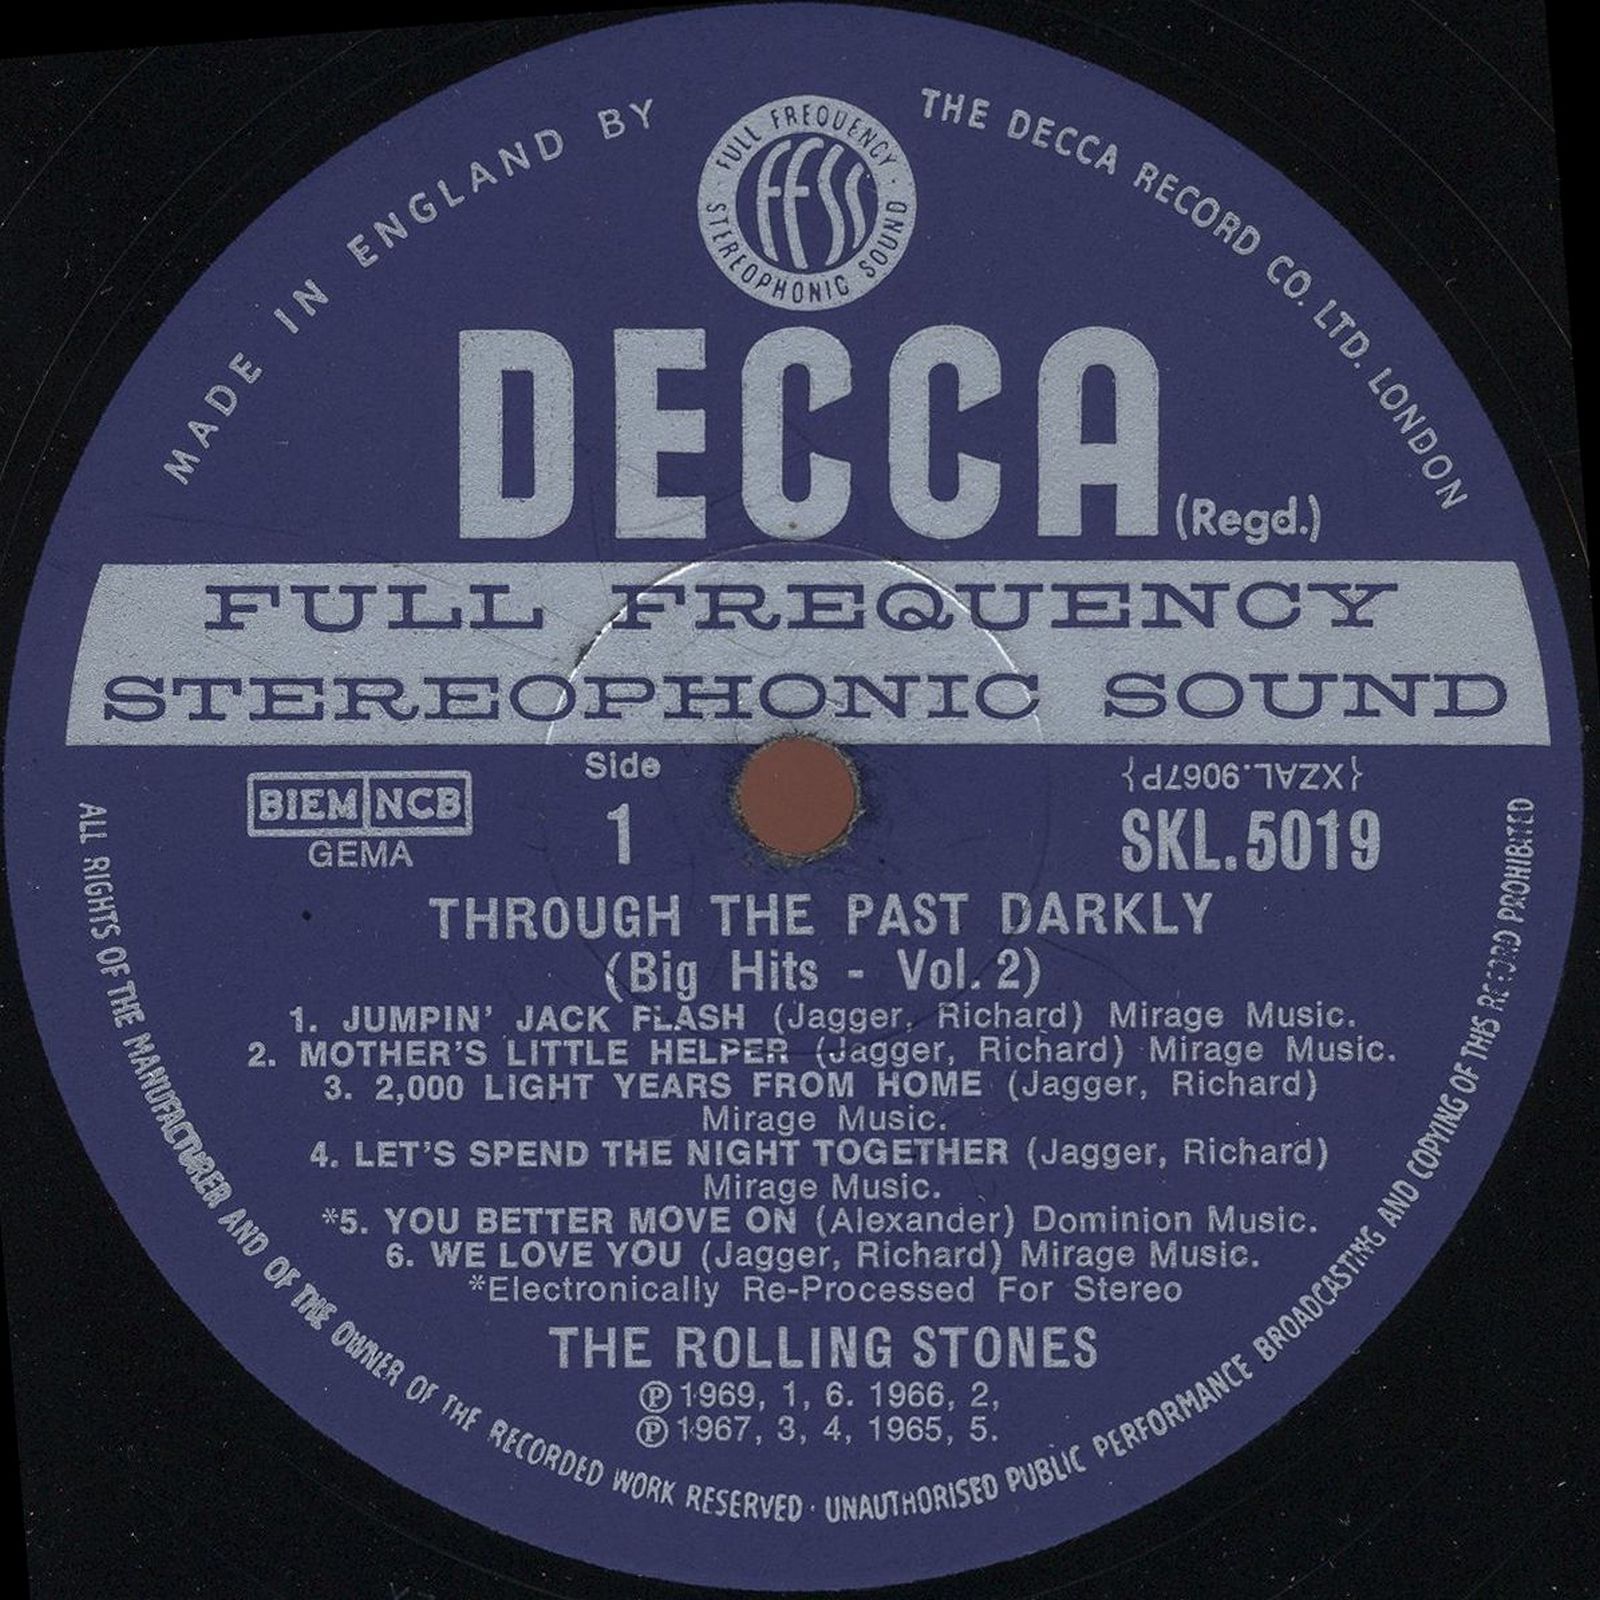 MADE IN ENGLAND BY
THE DECCA RECORD CO. LTD. LONDON
FULL FREQUENCY
ffss
STEREOPHONIC SOUND
DECCA
(Regd.)
FULL FREQUENCY
STEREOPHONIC SOUND
BIEM NCB
GEMA
Side
1
{XZAL.9067P}
SKL.5019
THROUGH THE PAST DARKLY
(Big Hits - Vol. 2)
1. JUMPIN' JACK FLASH (Jagger, Richard) Mirage Music.
2. MOTHER'S LITTLE HELPER (Jagger, Richard) Mirage Music.
3. 2,000 LIGHT YEARS FROM HOME (Jagger, Richard)
Mirage Music.
4. LET'S SPEND THE NIGHT TOGETHER (Jagger, Richard)
Mirage Music.
*5. YOU BETTER MOVE ON (Alexander) Dominion Music.
6. WE LOVE YOU (Jagger, Richard) Mirage Music.
*Electronically Re-Processed For Stereo
THE ROLLING STONES
℗ 1969, 1, 6. 1966, 2,
℗ 1967, 3, 4, 1965, 5.
ALL RIGHTS OF THE MANUFACTURER AND OF THE OWNER OF THE RECORDED WORK RESERVED · UNAUTHORISED PUBLIC PERFORMANCE BROADCASTING AND COPYING OF THIS RECORD PROHIBITED